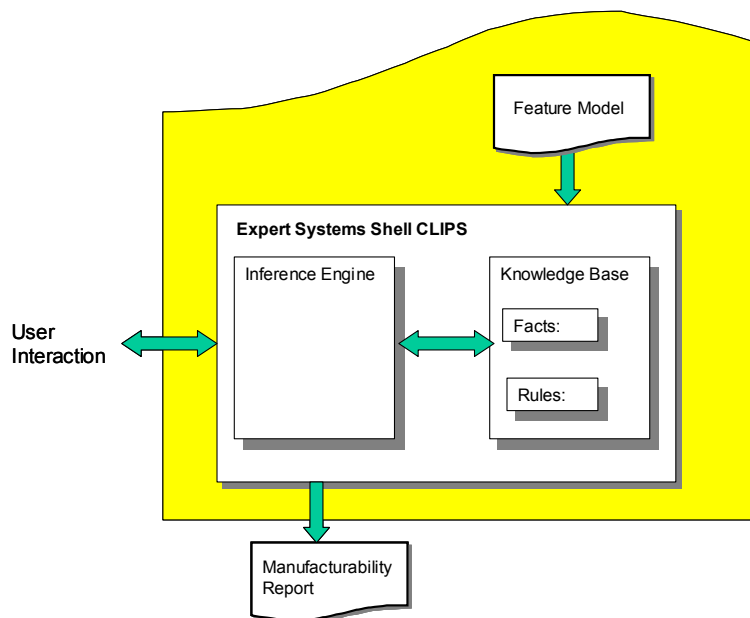 Feature Model
Expert Systems Shell CLIPS
Inference Engine
Knowledge Base
Facts:
Rules:
User
Interaction
Manufacturability
Report